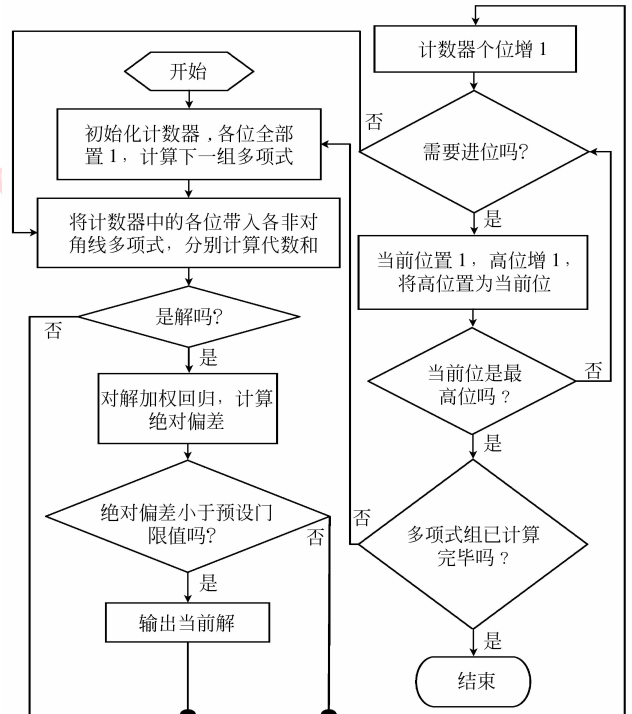 开始
初始化计数器，各位全部
置 1，计算下一组多项式
将计数器中的各位带入各非对
角线多项式，分别计算代数和
是解吗?
否
是
对解加权回归，计算
绝对偏差
绝对偏差小于预设门
限值吗?
否
是
输出当前解
计数器个位增 1
否
需要进位吗?
是
当前位置 1，高位增 1，
将高位置为当前位
当前位是最
高位吗？
否
是
否
多项式组已计算
完毕吗？
是
结束